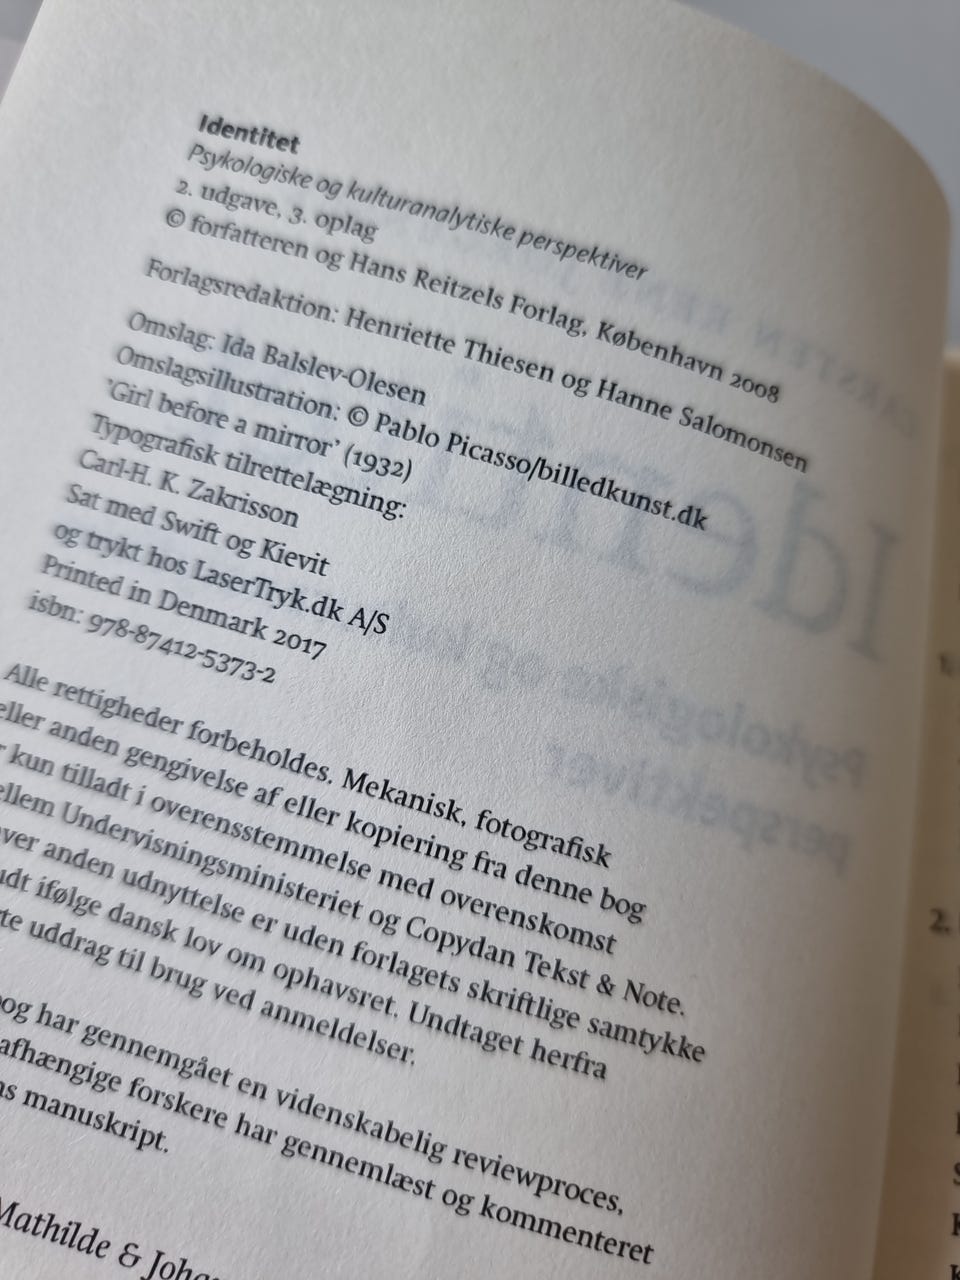 Identitet
Psykologiske og kulturanalytiske perspektiver
2. udgave, 3. oplag
© forfatteren og Hans Reitzels Forlag, København 2008
Forlagsredaktion: Henriette Thiesen og Hanne Salomonsen
Omslag: Ida Balslev-Olesen
Omslagsillustration: © Pablo Picasso/billedkunst.dk
'Girl before a mirror' (1932)
Typografisk tilrettelægning:
Carl-H. K. Zakrisson
Sat med Swift og Kievit
og trykt hos LaserTryk.dk A/S
Printed in Denmark 2017
isbn: 978-87412-5373-2
Alle rettigheder forbeholdes. Mekanisk, fotografisk
eller anden gengivelse af eller kopiering fra denne bog
kun tilladt i overensstemmelse med overenskomst
Undervisningsministeriet og Copydan Tekst & Note.
anden udnyttelse er uden forlagets skriftlige samtykke
ifølge dansk lov om ophavsret. Undtaget herfra
uddrag til brug ved anmeldelser.
og har gennemgået en videnskabelig reviewproces,
afhængige forskere har gennemlæst og kommenteret
manuskript.
Mathilde & Joha
2.